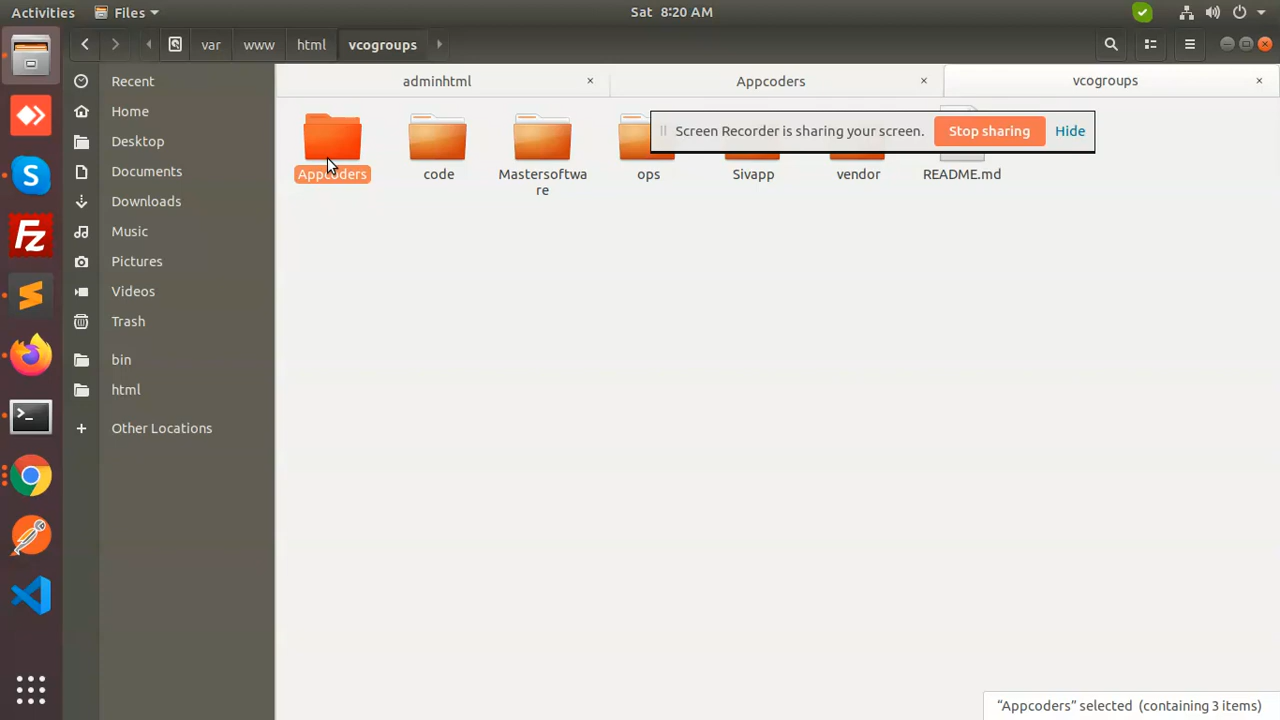 Activities Files Sat 8:20 AM
var www html vcogroups
Recent
Home
Desktop
Documents
Downloads
Music
Pictures
Videos
Trash
bin
html
+ Other Locations
adminhtml × Appcoders × vcogroups ×
Screen Recorder is sharing your screen. Stop sharing Hide
Appcoders code Mastersoftwa ops Sivapp vendor README.md
re
"Appcoders" selected (containing 3 items)